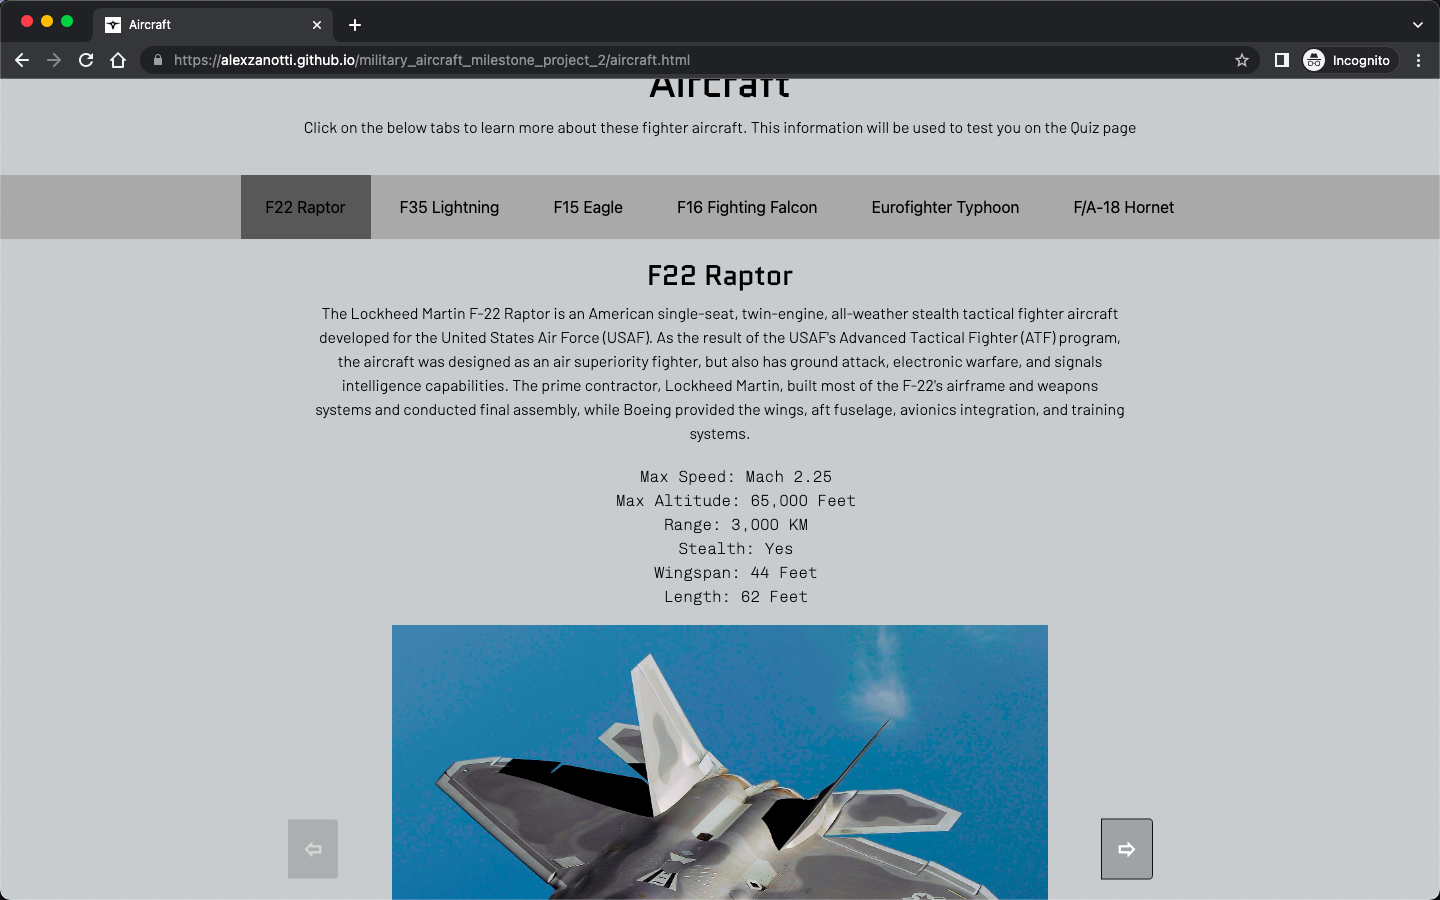 Aircraft
https://alexzanotti.github.io/military_aircraft_milestone_project_2/aircraft.html
Incognito
Aircraft
Click on the below tabs to learn more about these fighter aircraft. This information will be used to test you on the Quiz page
F22 Raptor F35 Lightning F15 Eagle F16 Fighting Falcon Eurofighter Typhoon F/A-18 Hornet
F22 Raptor
The Lockheed Martin F-22 Raptor is an American single-seat, twin-engine, all-weather stealth tactical fighter aircraft
developed for the United States Air Force (USAF). As the result of the USAF's Advanced Tactical Fighter (ATF) program,
the aircraft was designed as an air superiority fighter, but also has ground attack, electronic warfare, and signals
intelligence capabilities. The prime contractor, Lockheed Martin, built most of the F-22's airframe and weapons
systems and conducted final assembly, while Boeing provided the wings, aft fuselage, avionics integration, and training
systems.
Max Speed: Mach 2.25
Max Altitude: 65,000 Feet
Range: 3,000 KM
Stealth: Yes
Wingspan: 44 Feet
Length: 62 Feet